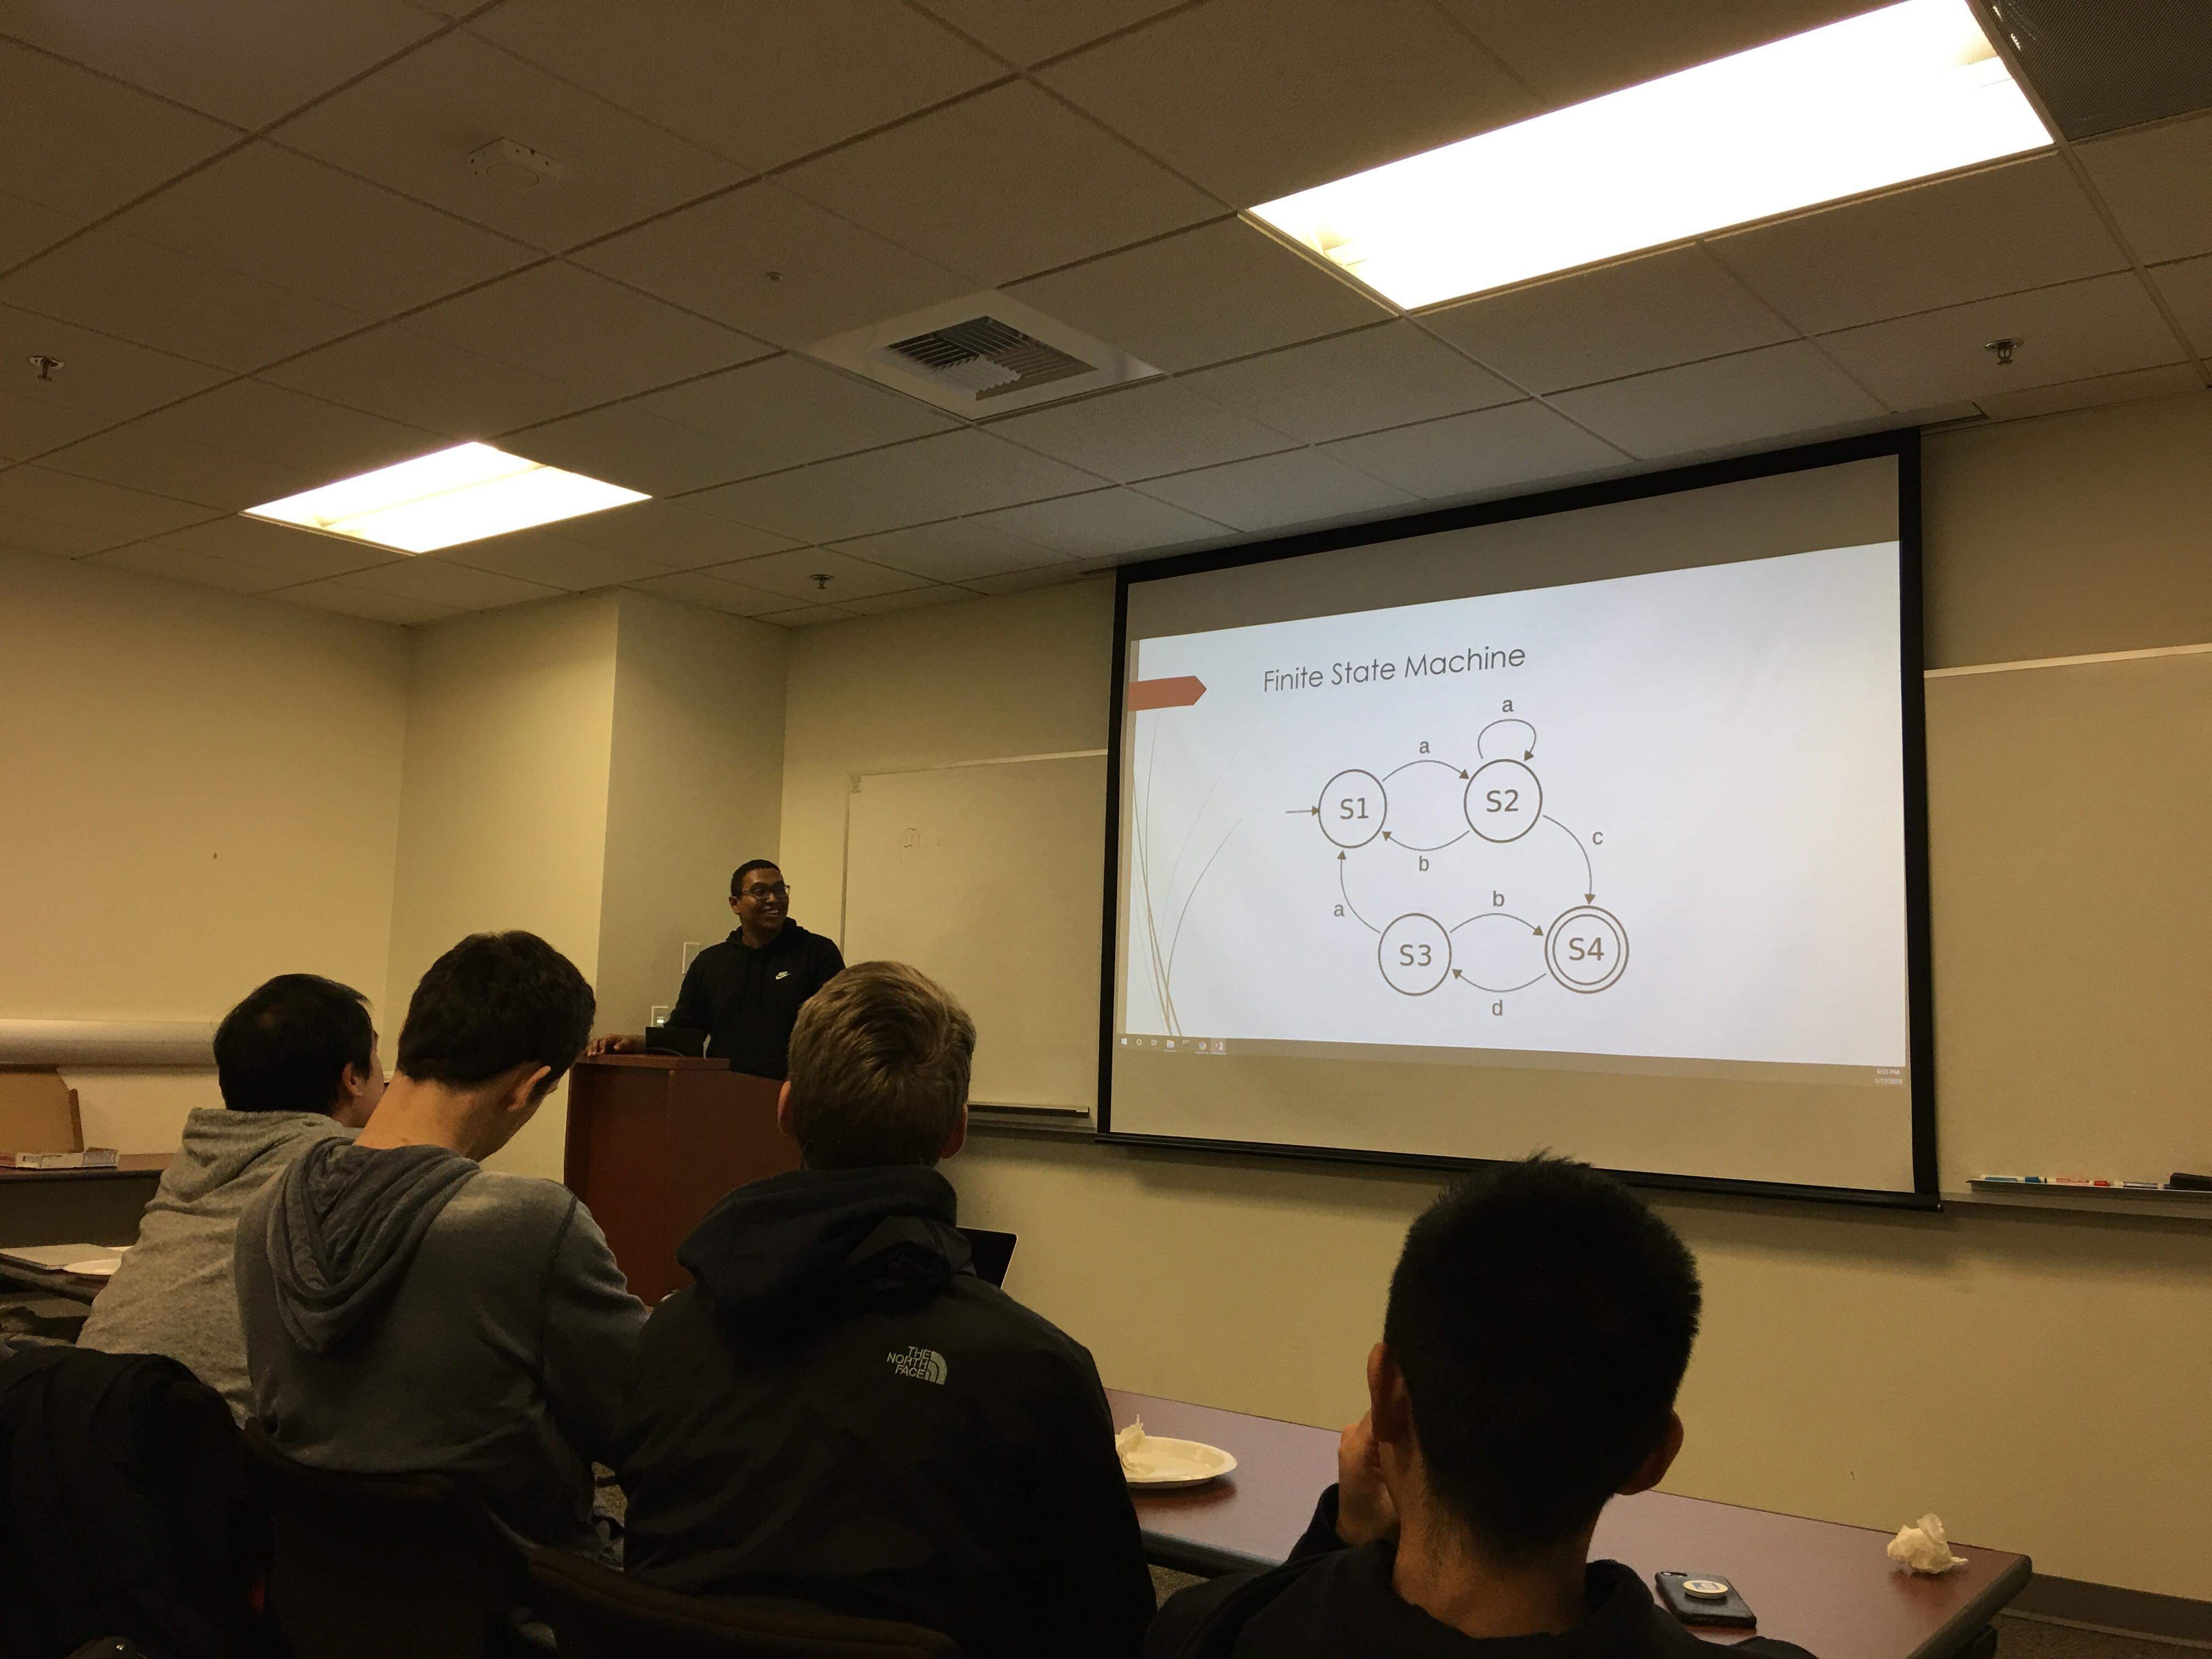 Finite State Machine
a
a
S1
S2
b
c
a
b
S3
S4
d
THE
NORTH
FACE